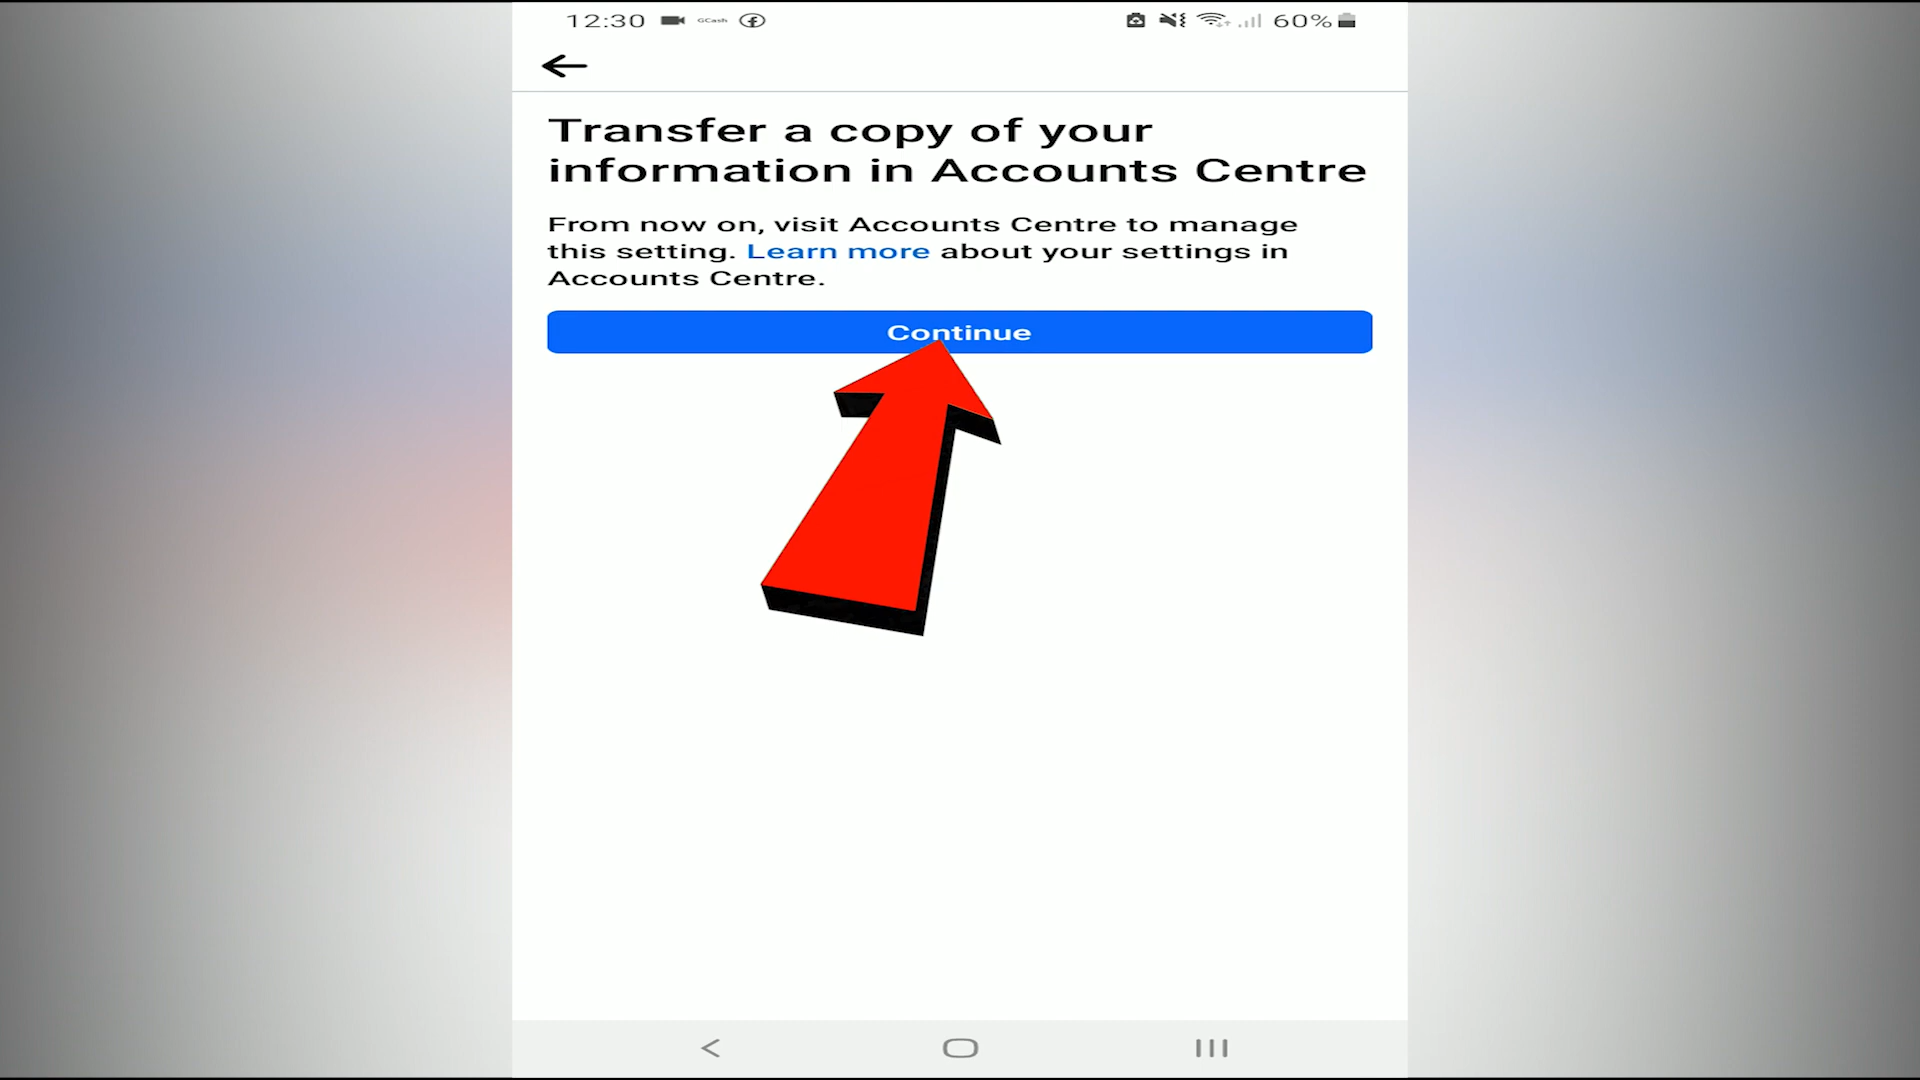 12:30 GCash 60%
Transfer a copy of your
information in Accounts Centre
From now on, visit Accounts Centre to manage
this setting. Learn more about your settings in
Accounts Centre.
Continue